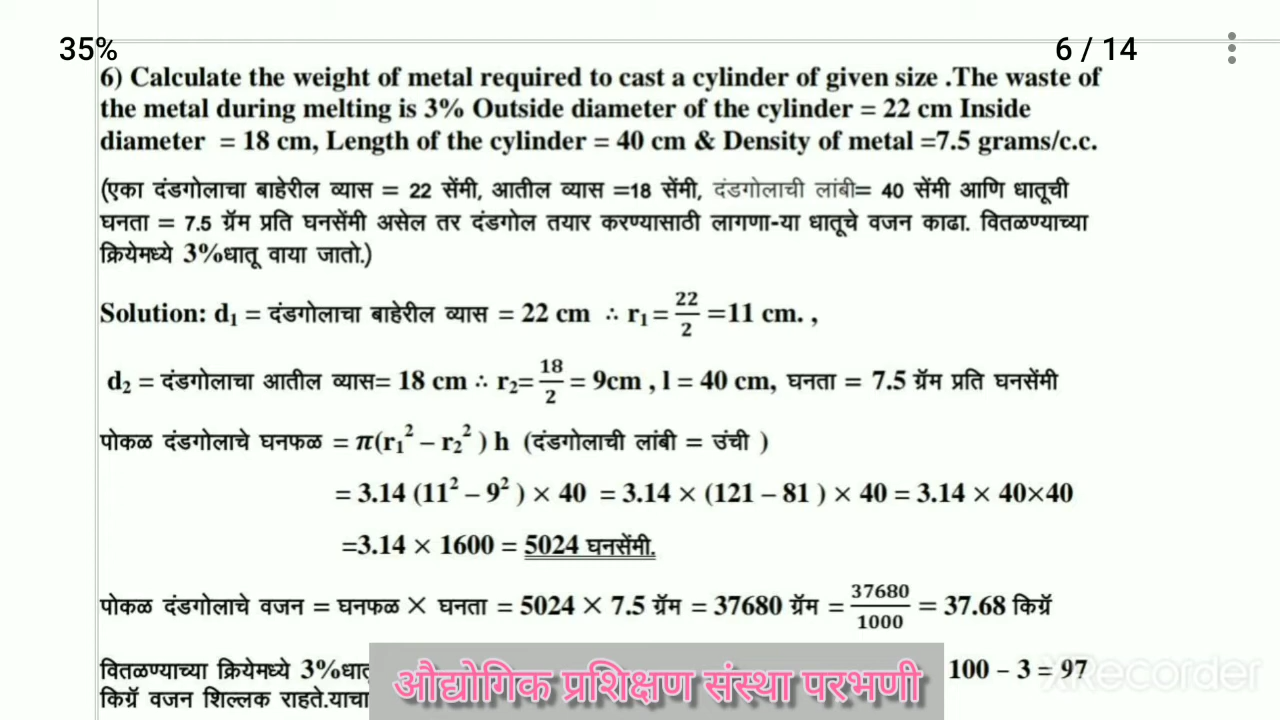 35%
6 / 14
6) Calculate the weight of metal required to cast a cylinder of given size .The waste of
the metal during melting is 3% Outside diameter of the cylinder = 22 cm Inside
diameter = 18 cm, Length of the cylinder = 40 cm & Density of metal =7.5 grams/c.c.
(एका दंडगोलाचा बाहेरील व्यास = 22 सेंमी, आतील व्यास =18 सेंमी, दंडगोलाची लांबी= 40 सेंमी आणि धातूची
घनता = 7.5 ग्रॅम प्रति घनसेंमी असेल तर दंडगोल तयार करण्यासाठी लागणा-या धातूचे वजन काढा. वितळण्याच्या
क्रियेमध्ये 3%धातू वाया जातो.)
Solution: d₁ = दंडगोलाचा बाहेरील व्यास = 22 cm ∴ r₁ = 22/2 =11 cm. ,
d₂ = दंडगोलाचा आतील व्यास= 18 cm ∴ r₂= 18/2 = 9cm , l = 40 cm, घनता = 7.5 ग्रॅम प्रति घनसेंमी
पोकळ दंडगोलाचे घनफळ = π(r₁² – r₂² ) h (दंडगोलाची लांबी = उंची )
= 3.14 (11² – 9² ) × 40 = 3.14 × (121 – 81 ) × 40 = 3.14 × 40×40
=3.14 × 1600 = 5024 घनसेंमी.
पोकळ दंडगोलाचे वजन = घनफळ × घनता = 5024 × 7.5 ग्रॅम = 37680 ग्रॅम = 37680/1000 = 37.68 किग्रॅ
वितळण्याच्या क्रियेमध्ये 3%धातू 100 – 3 = 97
किग्रॅ वजन शिल्लक राहते.याचा
औद्योगिक प्रशिक्षण संस्था परभणी
XRecorder